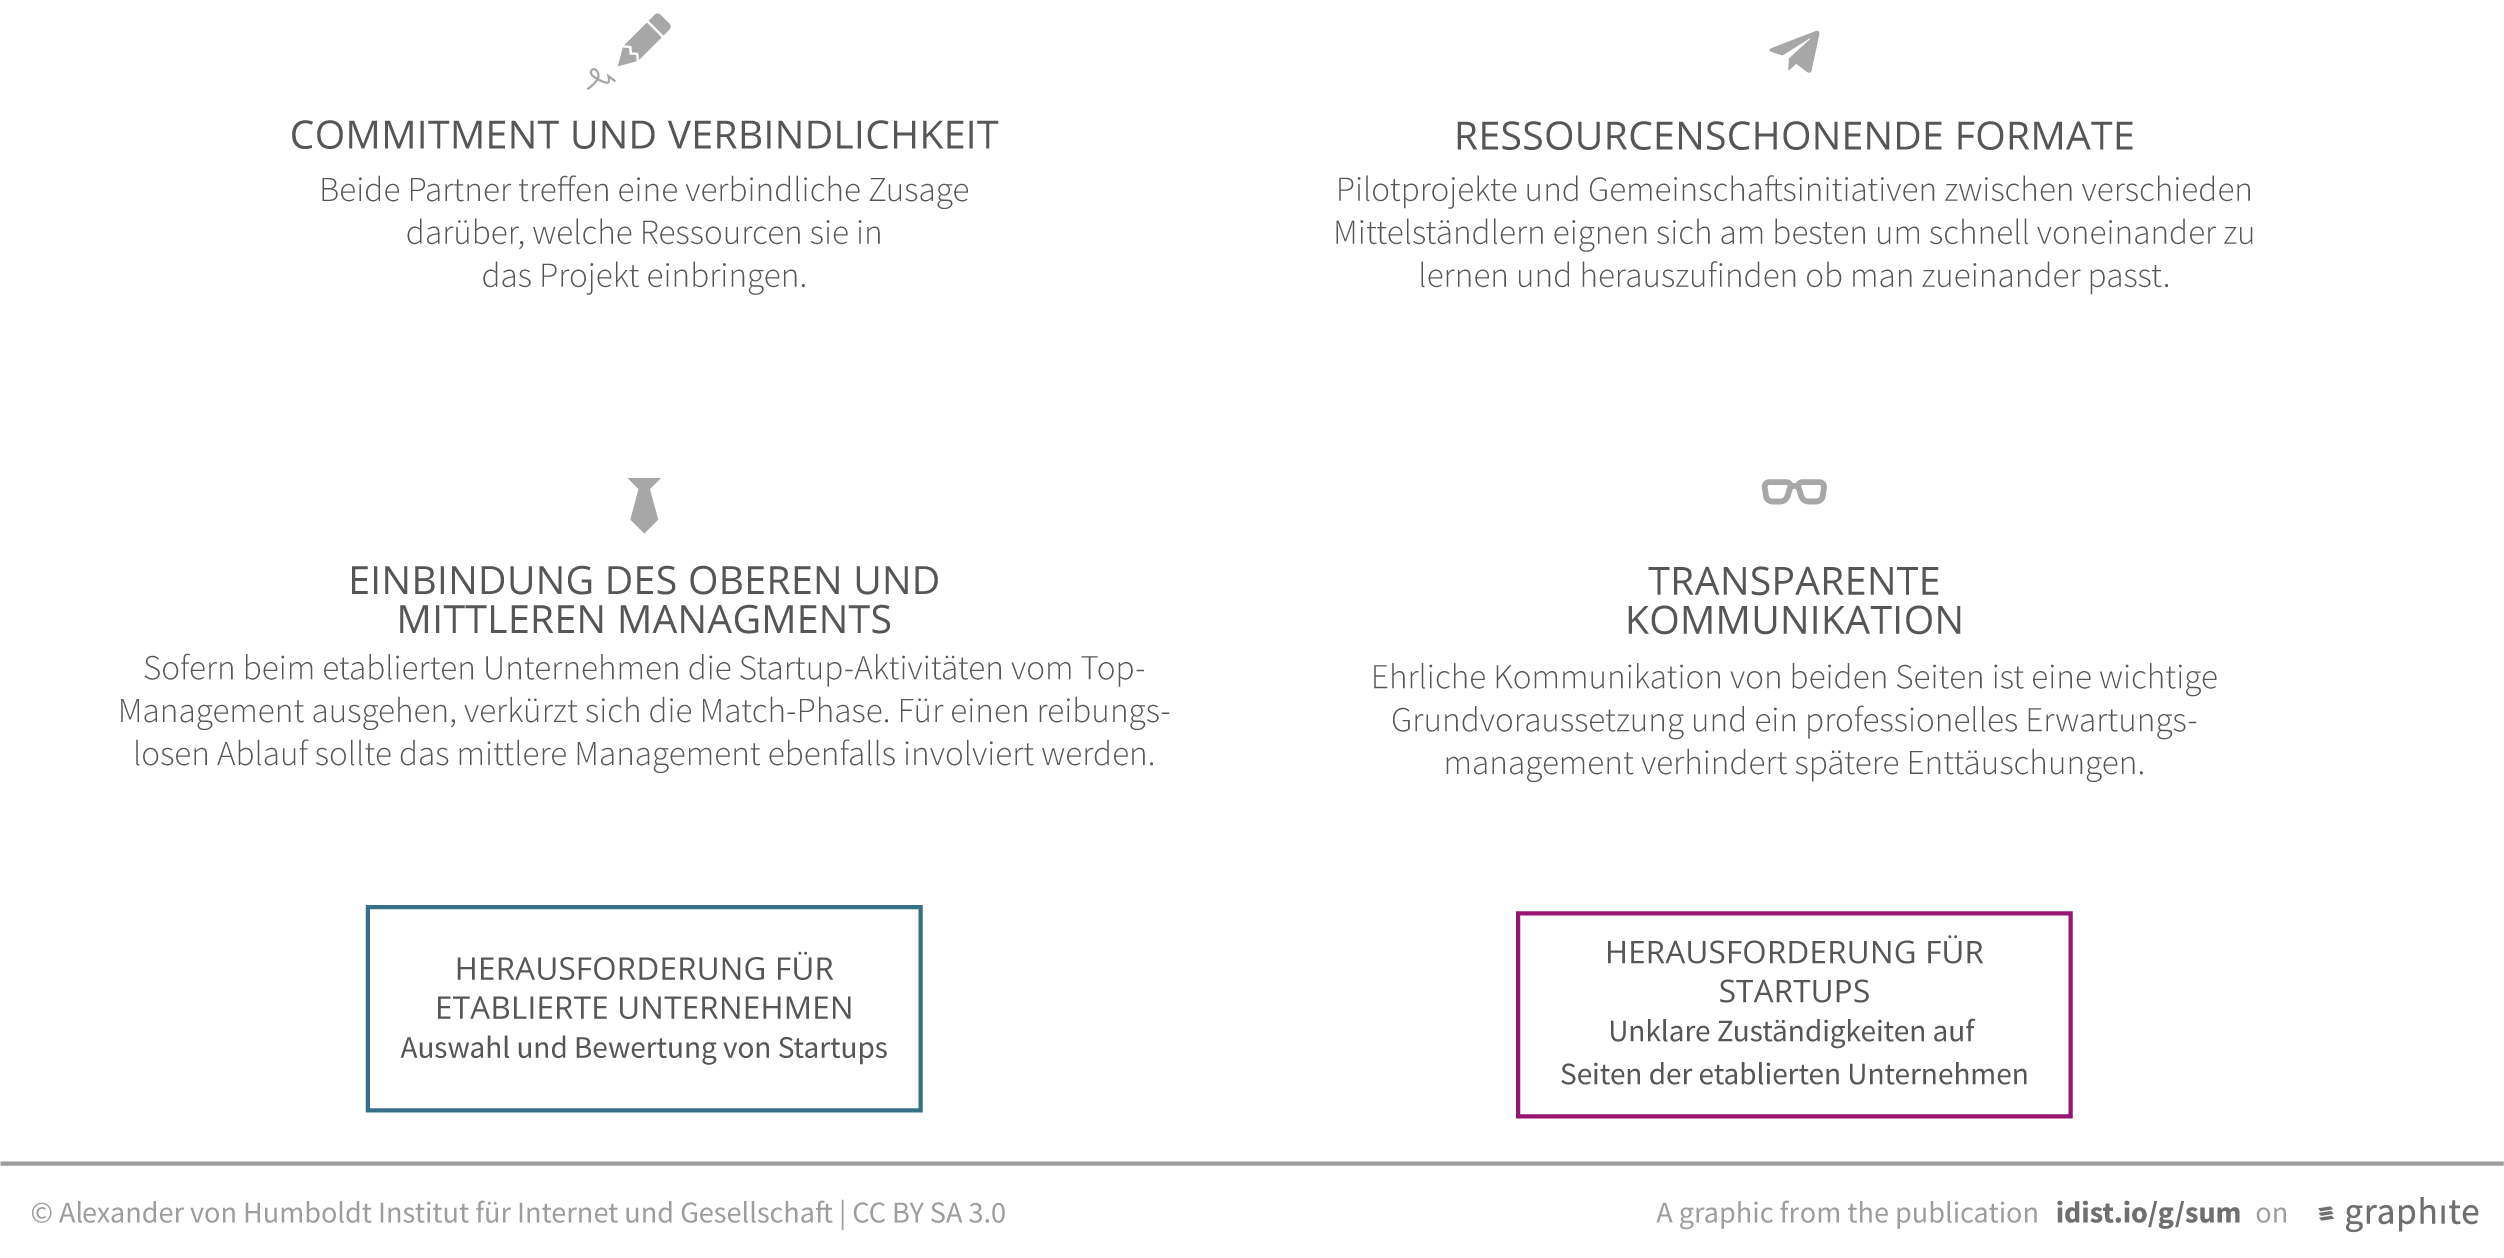 COMMITMENT UND VERBINDLICHKEIT
Beide Partner treffen eine verbindliche Zusage
darüber, welche Ressourcen sie in
das Projekt einbringen.
RESSOURCENSCHONENDE FORMATE
Pilotprojekte und Gemeinschaftsinitiativen zwischen verschieden
Mittelständlern eignen sich am besten um schnell voneinander zu
lernen und herauszufinden ob man zueinander passt.
EINBINDUNG DES OBEREN UND
MITTLEREN MANAGMENTS
Sofern beim etablierten Unternehmen die Startup-Aktivitäten vom Top-
Management ausgehen, verkürzt sich die Match-Phase. Für einen reibungs-
losen Ablauf sollte das mittlere Management ebenfalls involviert werden.
TRANSPARENTE
KOMMUNIKATION
Ehrliche Kommunikation von beiden Seiten ist eine wichtige
Grundvoraussetzung und ein professionelles Erwartungs-
management verhindert spätere Enttäuschungen.
HERAUSFORDERUNG FÜR
ETABLIERTE UNTERNEHMEN
Auswahl und Bewertung von Startups
HERAUSFORDERUNG FÜR
STARTUPS
Unklare Zuständigkeiten auf
Seiten der etablierten Unternehmen
© Alexander von Humboldt Institut für Internet und Gesellschaft | CC BY SA 3.0
A graphic from the publication idist.io/g/sum on graphite